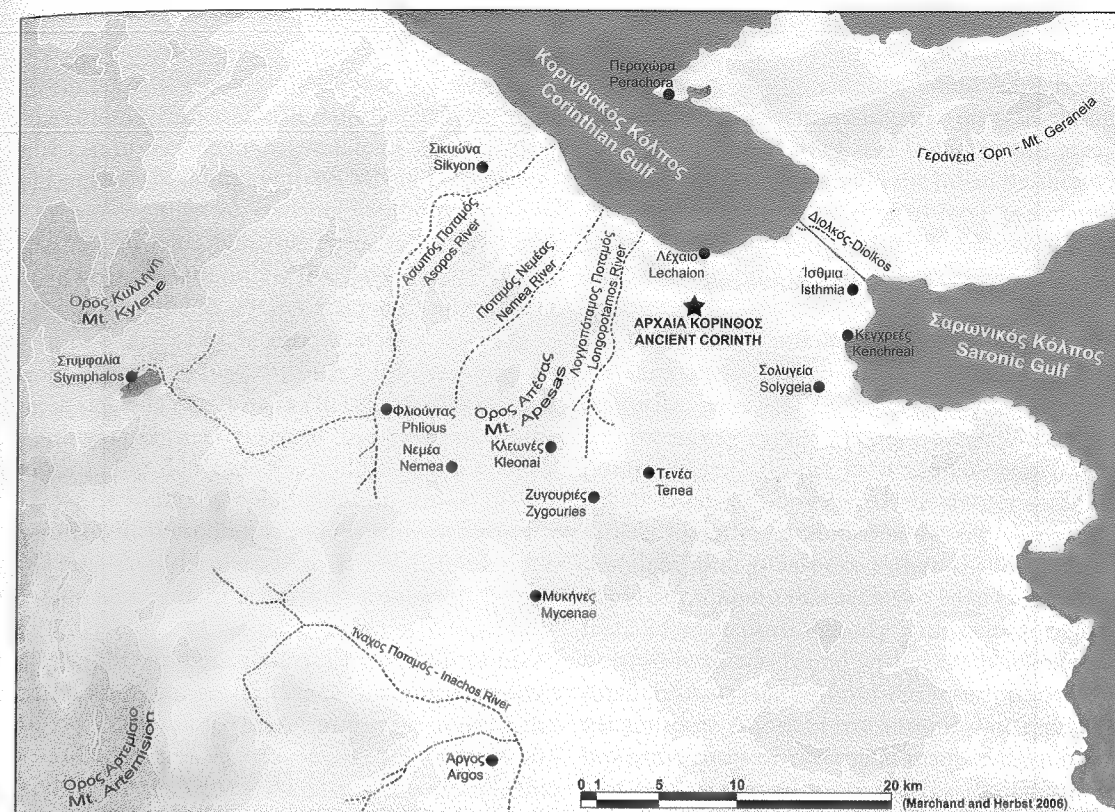 Περαχώρα
Perachora
Κορινθιακός Κόλπος
Corinthian Gulf
Γεράνεια Όρη - Mt. Geraneia
Σικυώνα
Sikyon
Ασωπός Ποταμός
Asopos River
Ποταμός Νεμέας
Nemea River
Λογγοπόταμος Ποταμός
Longopotamos River
Λέχαιο
Lechaion
Διολκός-Diolkos
Ίσθμια
Isthmia
ΑΡΧΑΙΑ ΚΟΡΙΝΘΟΣ
ANCIENT CORINTH
Κεγχρεές
Kenchreai
Σαρωνικός Κόλπος
Saronic Gulf
Σολυγεία
Solygeia
Όρος Κυλλήνη
Mt. Kylene
Στυμφαλία
Stymphalos
Φλιούντας
Phlious
Όρος Απέσας
Mt. Apesas
Νεμέα
Nemea
Κλεωνές
Kleonai
Τενέα
Tenea
Ζυγουριές
Zygouries
Μυκήνες
Mycenae
Ίναχος Ποταμός - Inachos River
Όρος Αρτεμίσιο
Mt. Artemision
Άργος
Argos
0 1 5 10 20 km
(Marchand and Herbst 2006)